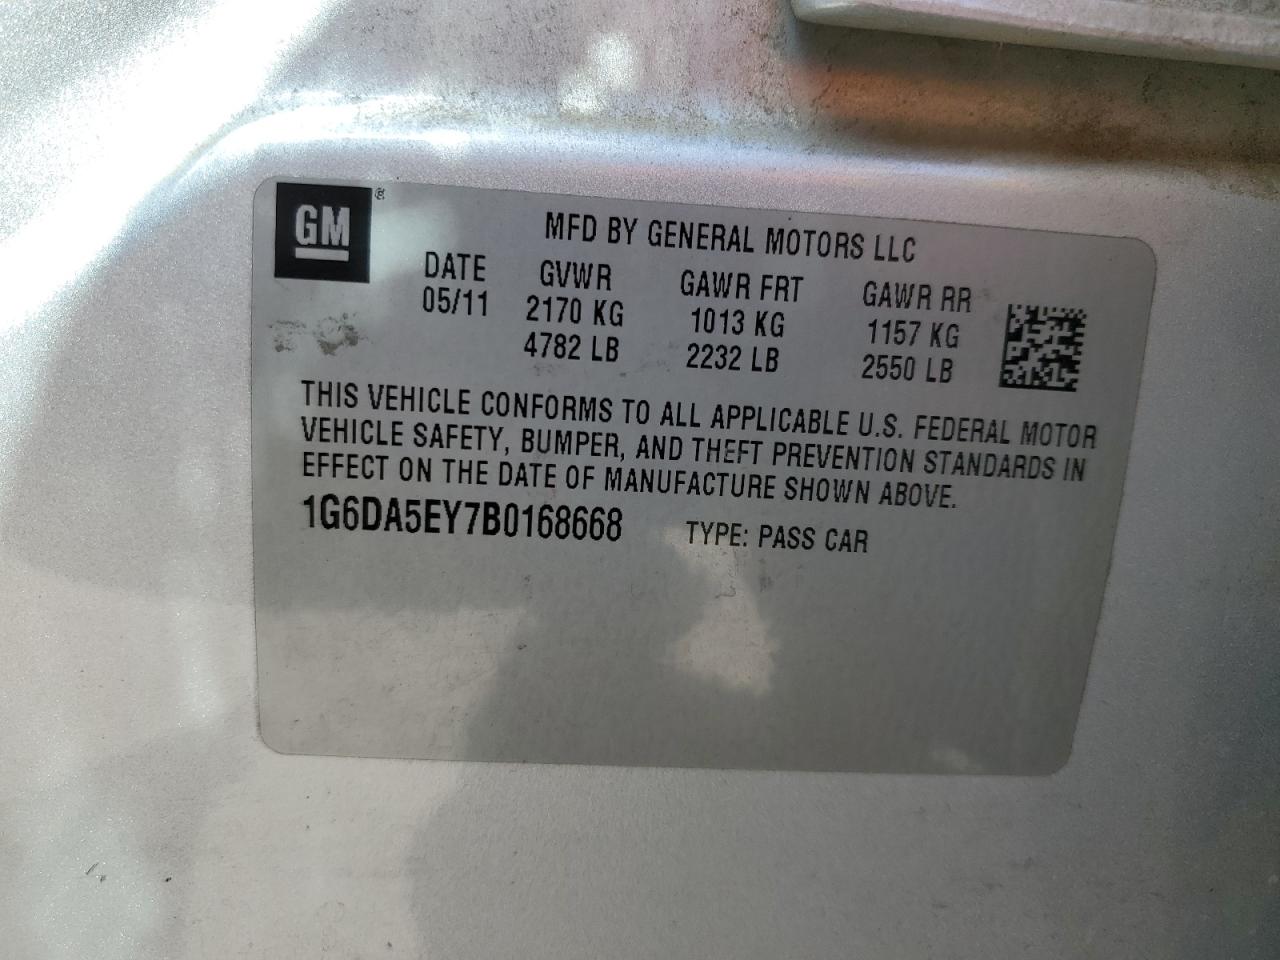 GM®
MFD BY GENERAL MOTORS LLC
DATE GVWR GAWR FRT GAWR RR
05/11 2170 KG 1013 KG 1157 KG
4782 LB 2232 LB 2550 LB
THIS VEHICLE CONFORMS TO ALL APPLICABLE U.S. FEDERAL MOTOR
VEHICLE SAFETY, BUMPER, AND THEFT PREVENTION STANDARDS IN
EFFECT ON THE DATE OF MANUFACTURE SHOWN ABOVE.
1G6DA5EY7B0168668 TYPE: PASS CAR